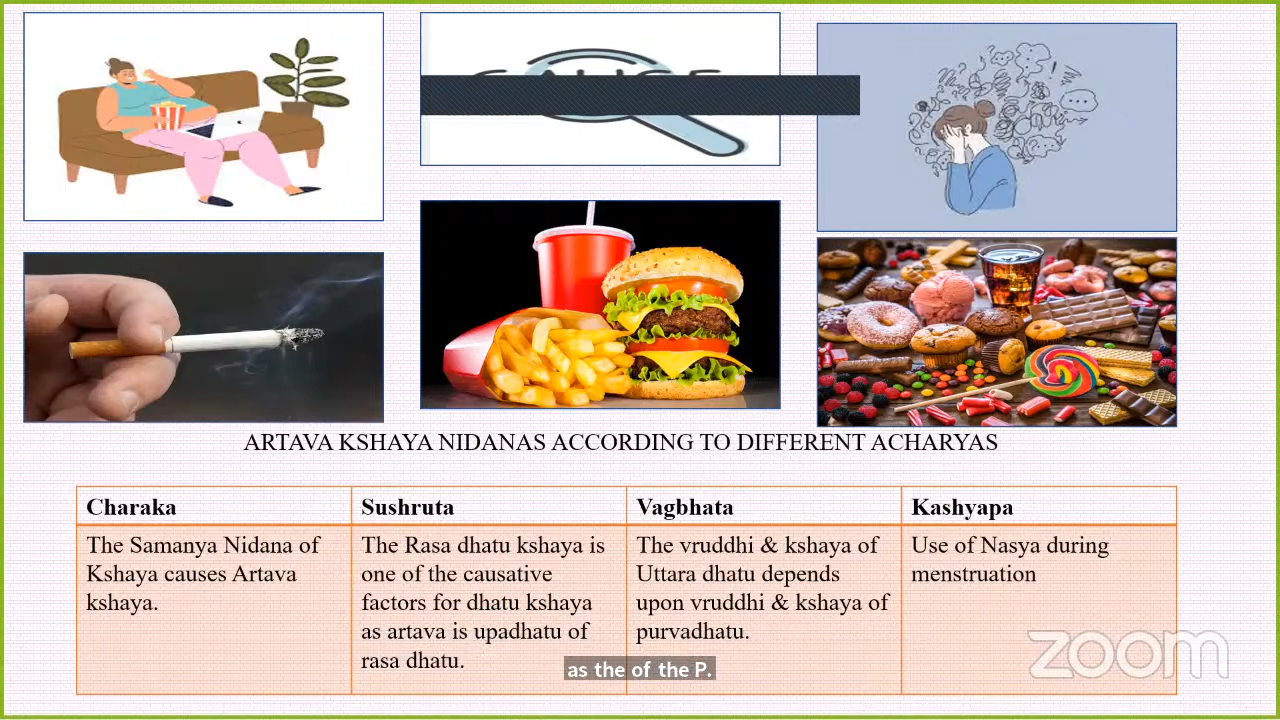 ARTAVA KSHAYA NIDANAS ACCORDING TO DIFFERENT ACHARYAS
Charaka
The Samanya Nidana of
Kshaya causes Artava
kshaya.
Sushruta
The Rasa dhatu kshaya is
one of the causative
factors for dhatu kshaya
as artava is upadhatu of
rasa dhatu.
Vagbhata
The vruddhi & kshaya of
Uttara dhatu depends
upon vruddhi & kshaya of
purvadhatu.
Kashyapa
Use of Nasya during
menstruation
as the of the P.
zoom